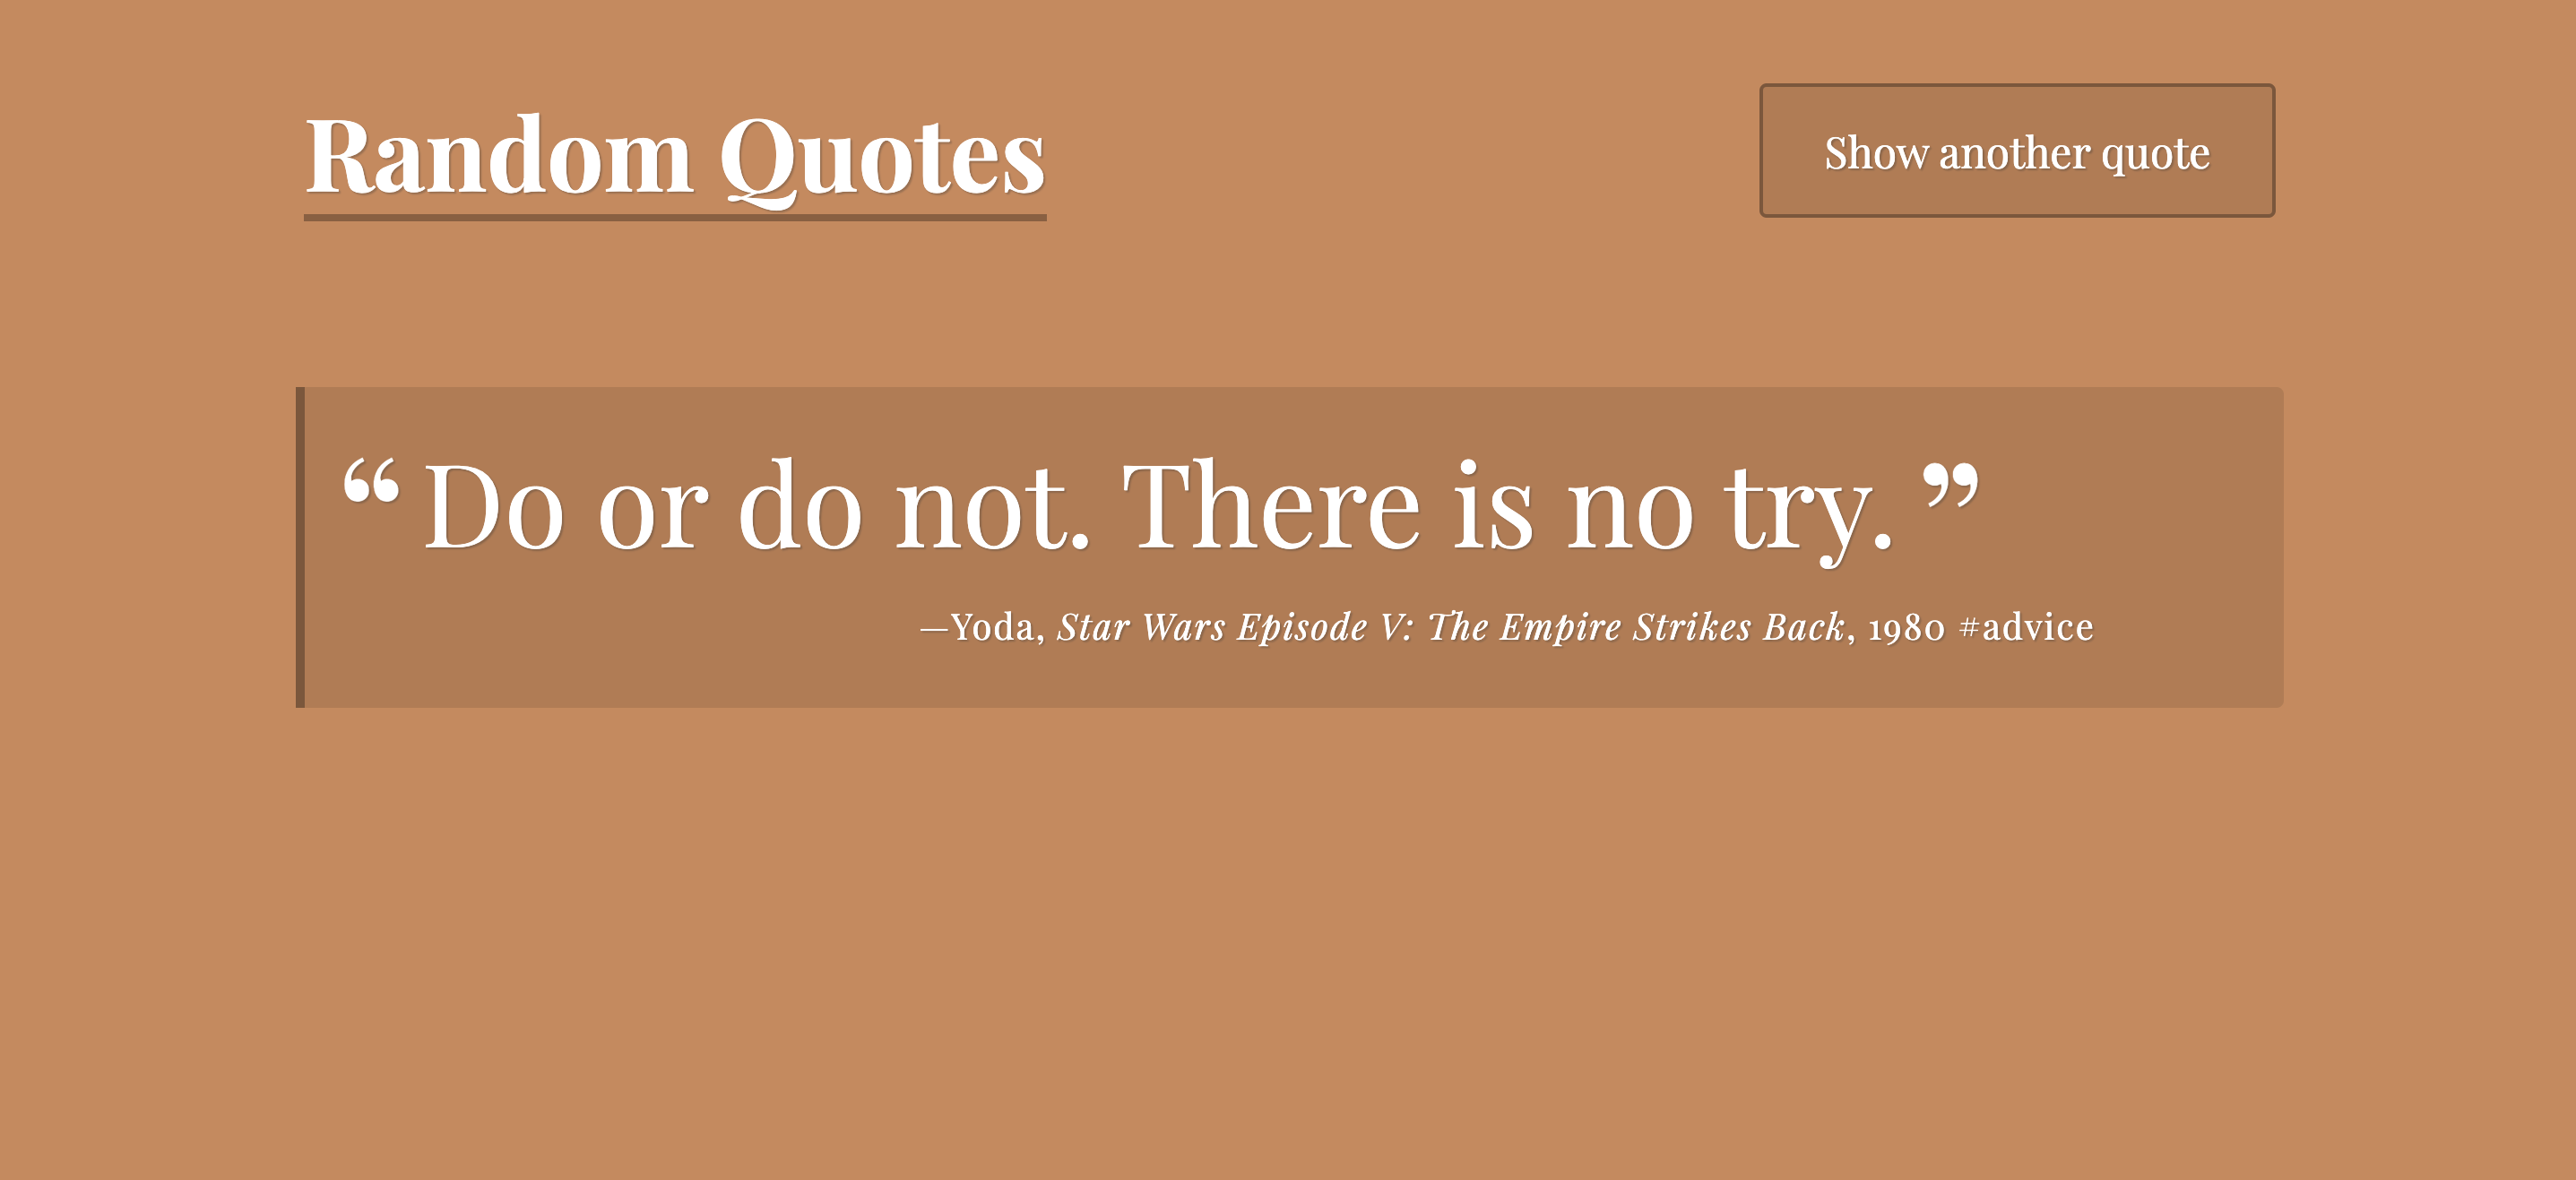 Random Quotes
Show another quote
“ Do or do not. There is no try. ”
—Yoda, Star Wars Episode V: The Empire Strikes Back, 1980 #advice